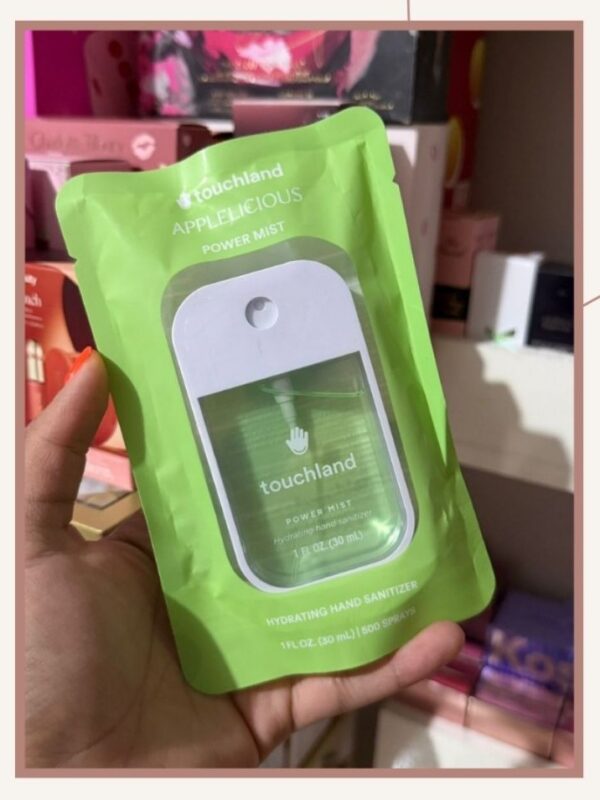 touchland
APPLELICIOUS
POWER MIST
touchland
POWER MIST
Hydrating hand sanitizer
1 FL OZ. (30 mL)
HYDRATING HAND SANITIZER
1 FL OZ. (30 mL) | 500 SPRAYS
Kos